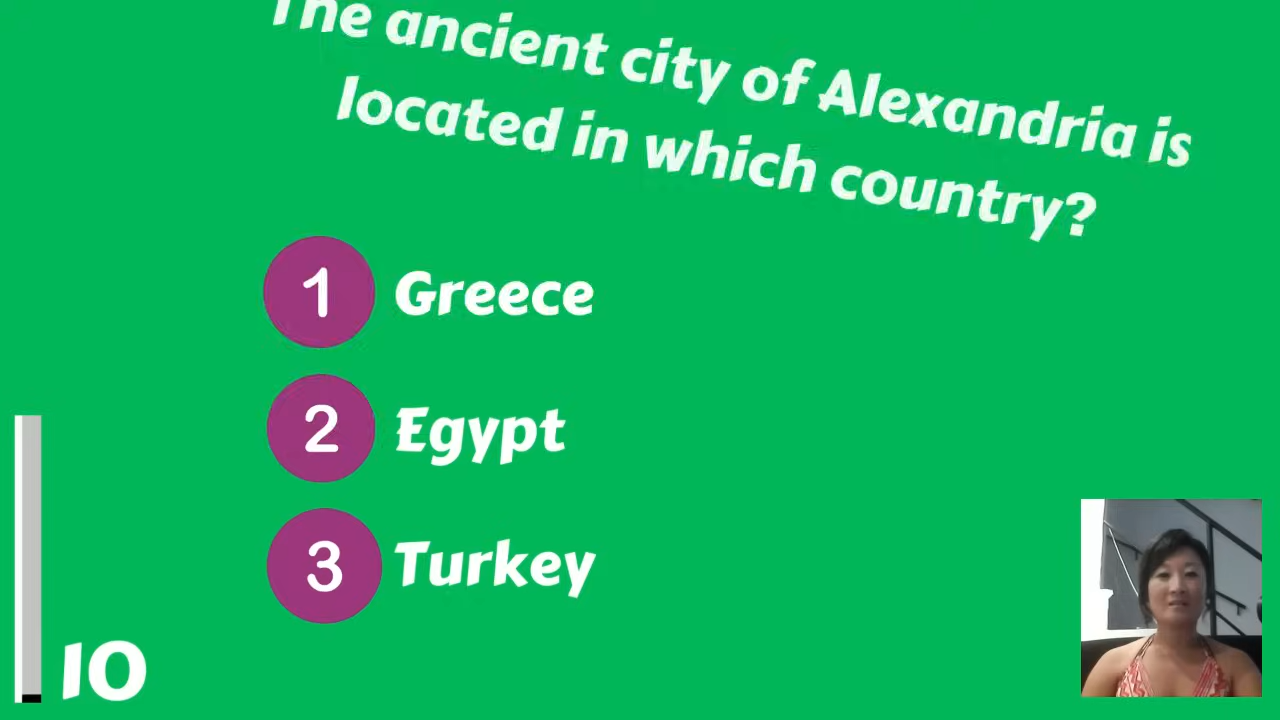 The ancient city of Alexandria is
located in which country?
1 Greece
2 Egypt
3 Turkey
10